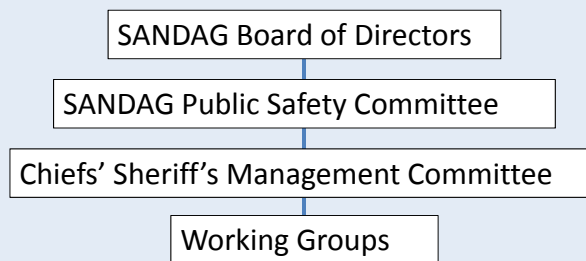 SANDAG Board of Directors
SANDAG Public Safety Committee
Chiefs’ Sheriff’s Management Committee
Working Groups